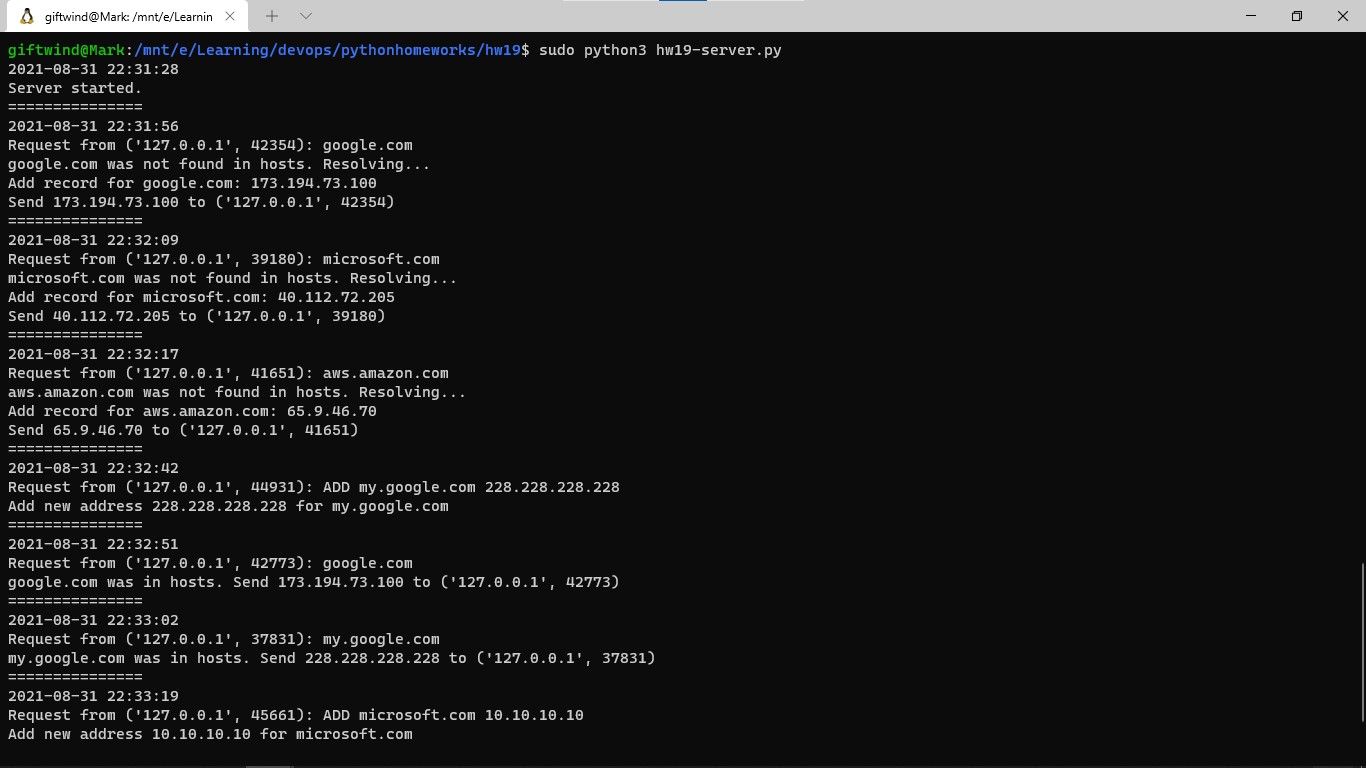 giftwind@Mark: /mnt/e/Learnin
giftwind@Mark:/mnt/e/Learning/devops/pythonhomeworks/hw19$ sudo python3 hw19-server.py
2021-08-31 22:31:28
Server started.
===============
2021-08-31 22:31:56
Request from ('127.0.0.1', 42354): google.com
google.com was not found in hosts. Resolving...
Add record for google.com: 173.194.73.100
Send 173.194.73.100 to ('127.0.0.1', 42354)
===============
2021-08-31 22:32:09
Request from ('127.0.0.1', 39180): microsoft.com
microsoft.com was not found in hosts. Resolving...
Add record for microsoft.com: 40.112.72.205
Send 40.112.72.205 to ('127.0.0.1', 39180)
===============
2021-08-31 22:32:17
Request from ('127.0.0.1', 41651): aws.amazon.com
aws.amazon.com was not found in hosts. Resolving...
Add record for aws.amazon.com: 65.9.46.70
Send 65.9.46.70 to ('127.0.0.1', 41651)
===============
2021-08-31 22:32:42
Request from ('127.0.0.1', 44931): ADD my.google.com 228.228.228.228
Add new address 228.228.228.228 for my.google.com
===============
2021-08-31 22:32:51
Request from ('127.0.0.1', 42773): google.com
google.com was in hosts. Send 173.194.73.100 to ('127.0.0.1', 42773)
===============
2021-08-31 22:33:02
Request from ('127.0.0.1', 37831): my.google.com
my.google.com was in hosts. Send 228.228.228.228 to ('127.0.0.1', 37831)
===============
2021-08-31 22:33:19
Request from ('127.0.0.1', 45661): ADD microsoft.com 10.10.10.10
Add new address 10.10.10.10 for microsoft.com